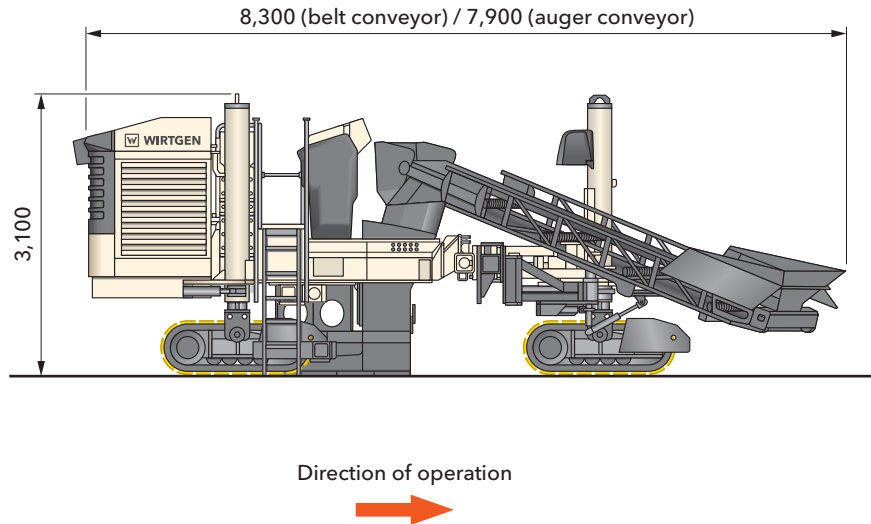 8,300 (belt conveyor) / 7,900 (auger conveyor)
3,100
W WIRTGEN
Direction of operation